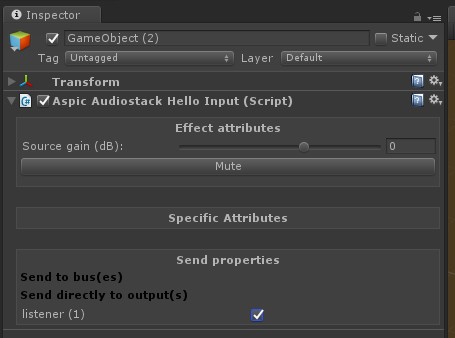 Inspector
GameObject (2)
Static
Tag Untagged Layer Default
Transform
Aspic Audiostack Hello Input (Script)
Effect attributes
Source gain (dB): 0
Mute
Specific Attributes
Send properties
Send to bus(es)
Send directly to output(s)
listener (1)